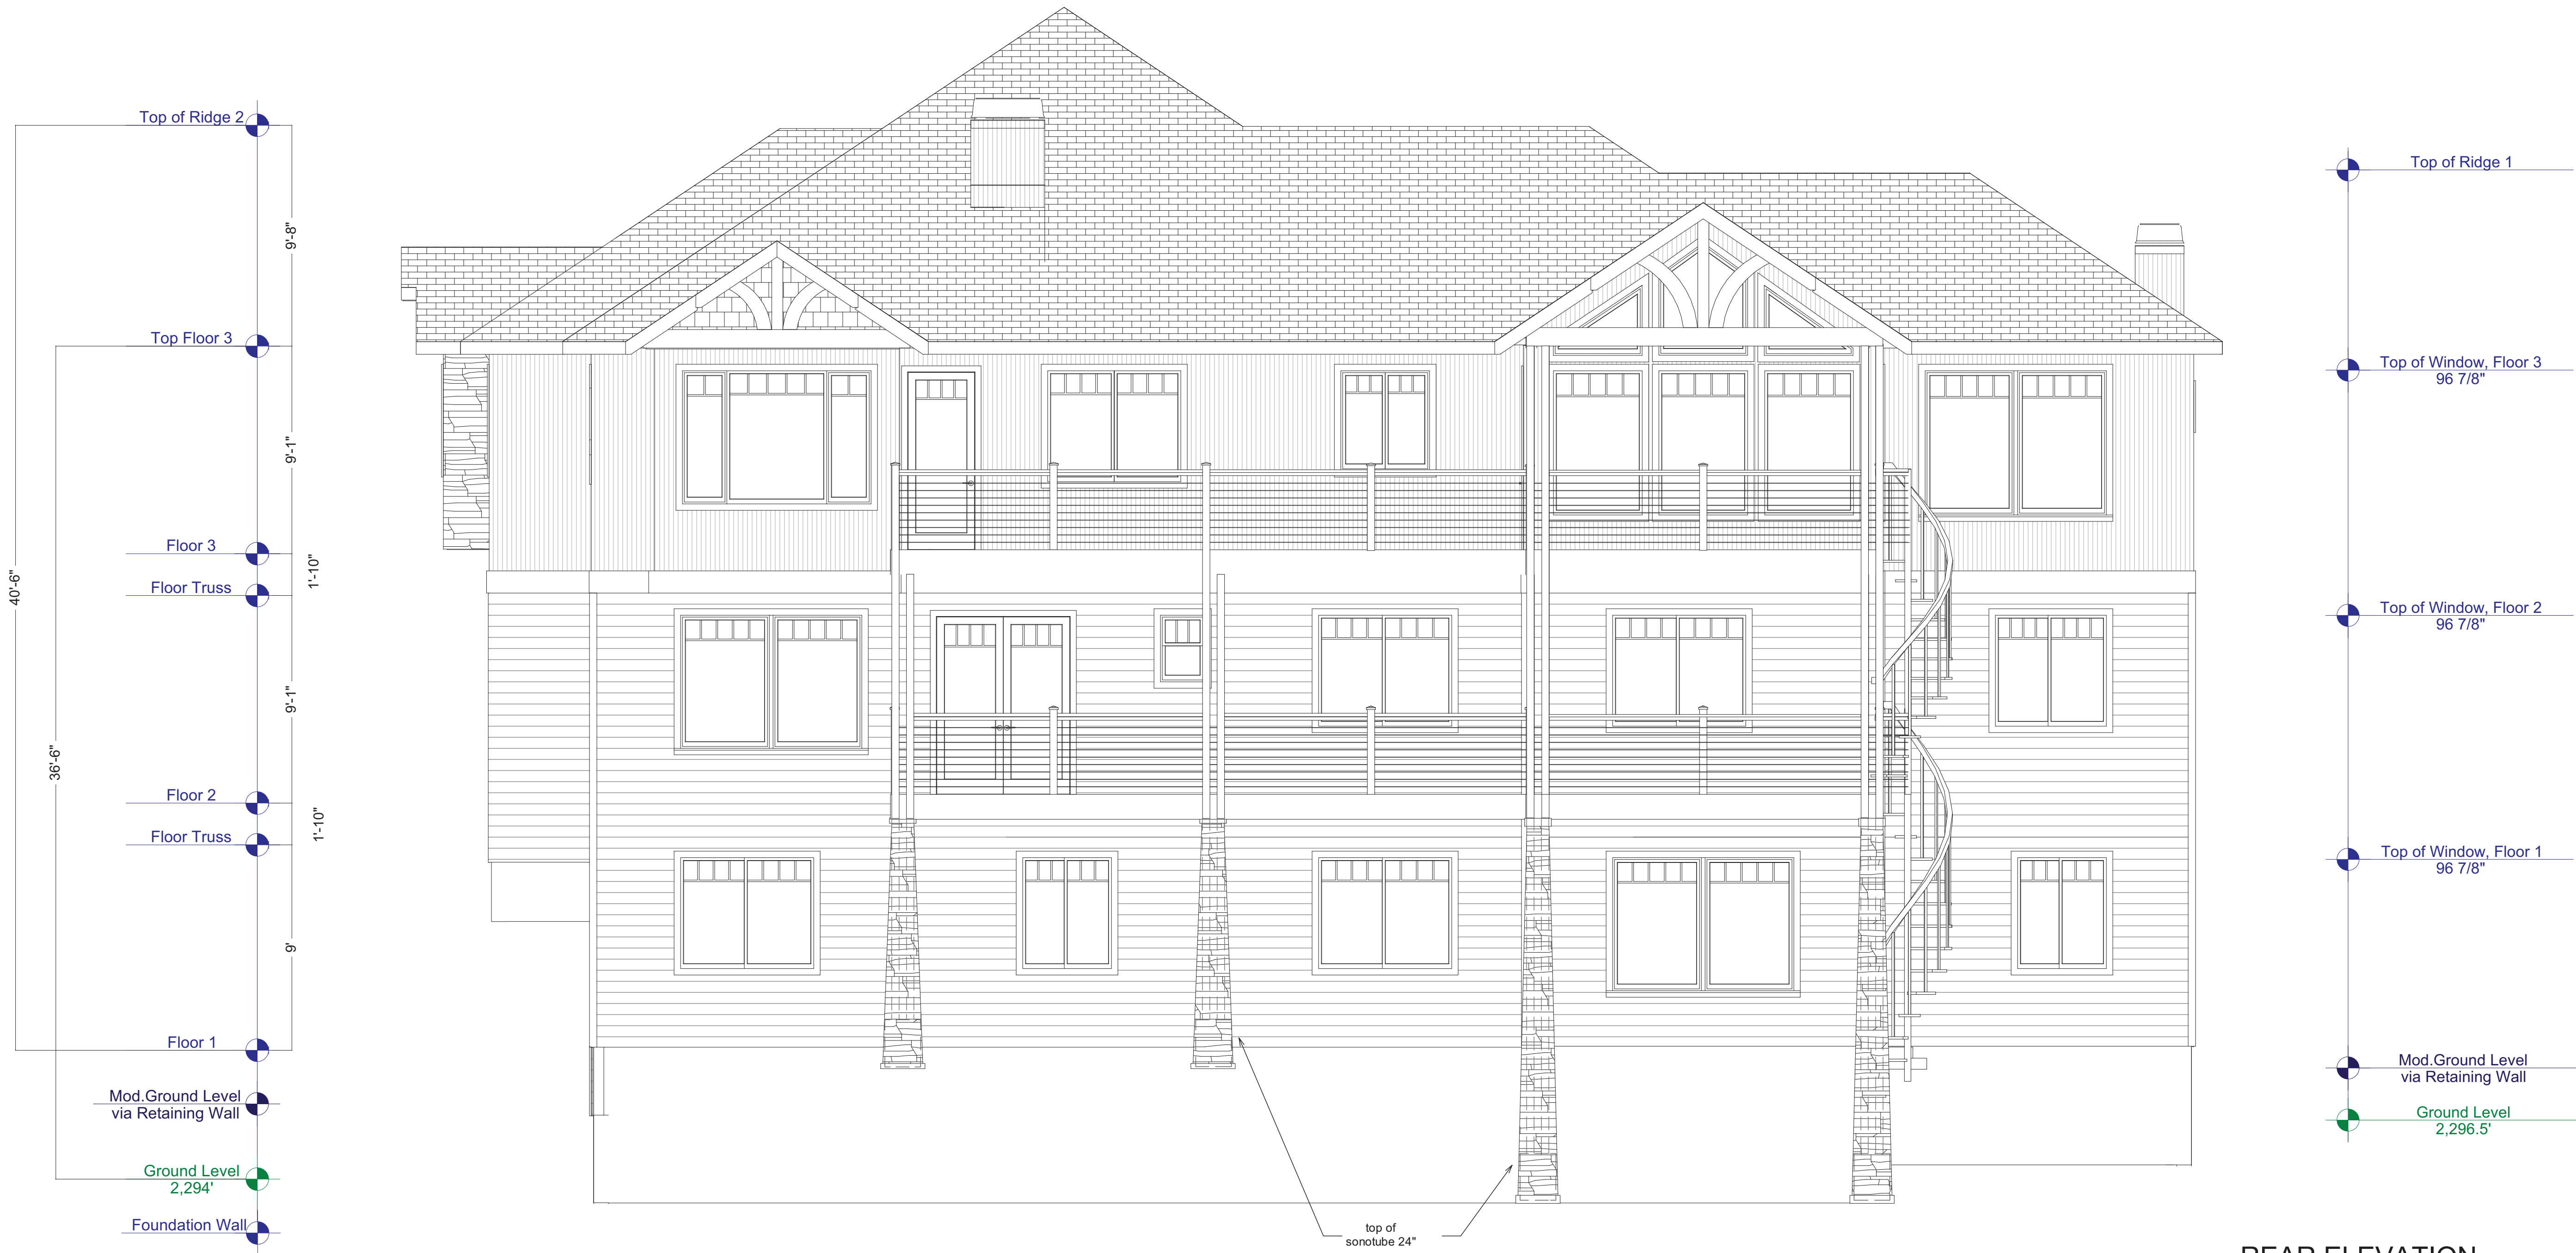 Top of Ridge 2
9'-8"
Top Floor 3
9'-1"
Floor 3
1'-10"
Floor Truss
40'-6"
9'-1"
36'-6"
Floor 2
1'-10"
Floor Truss
9'
Floor 1
Mod.Ground Level
via Retaining Wall
Ground Level
2,294'
Foundation Wall
top of
sonotube 24"
Top of Ridge 1
Top of Window, Floor 3
96 7/8"
Top of Window, Floor 2
96 7/8"
Top of Window, Floor 1
96 7/8"
Mod.Ground Level
via Retaining Wall
Ground Level
2,296.5'
REAR ELEVATION